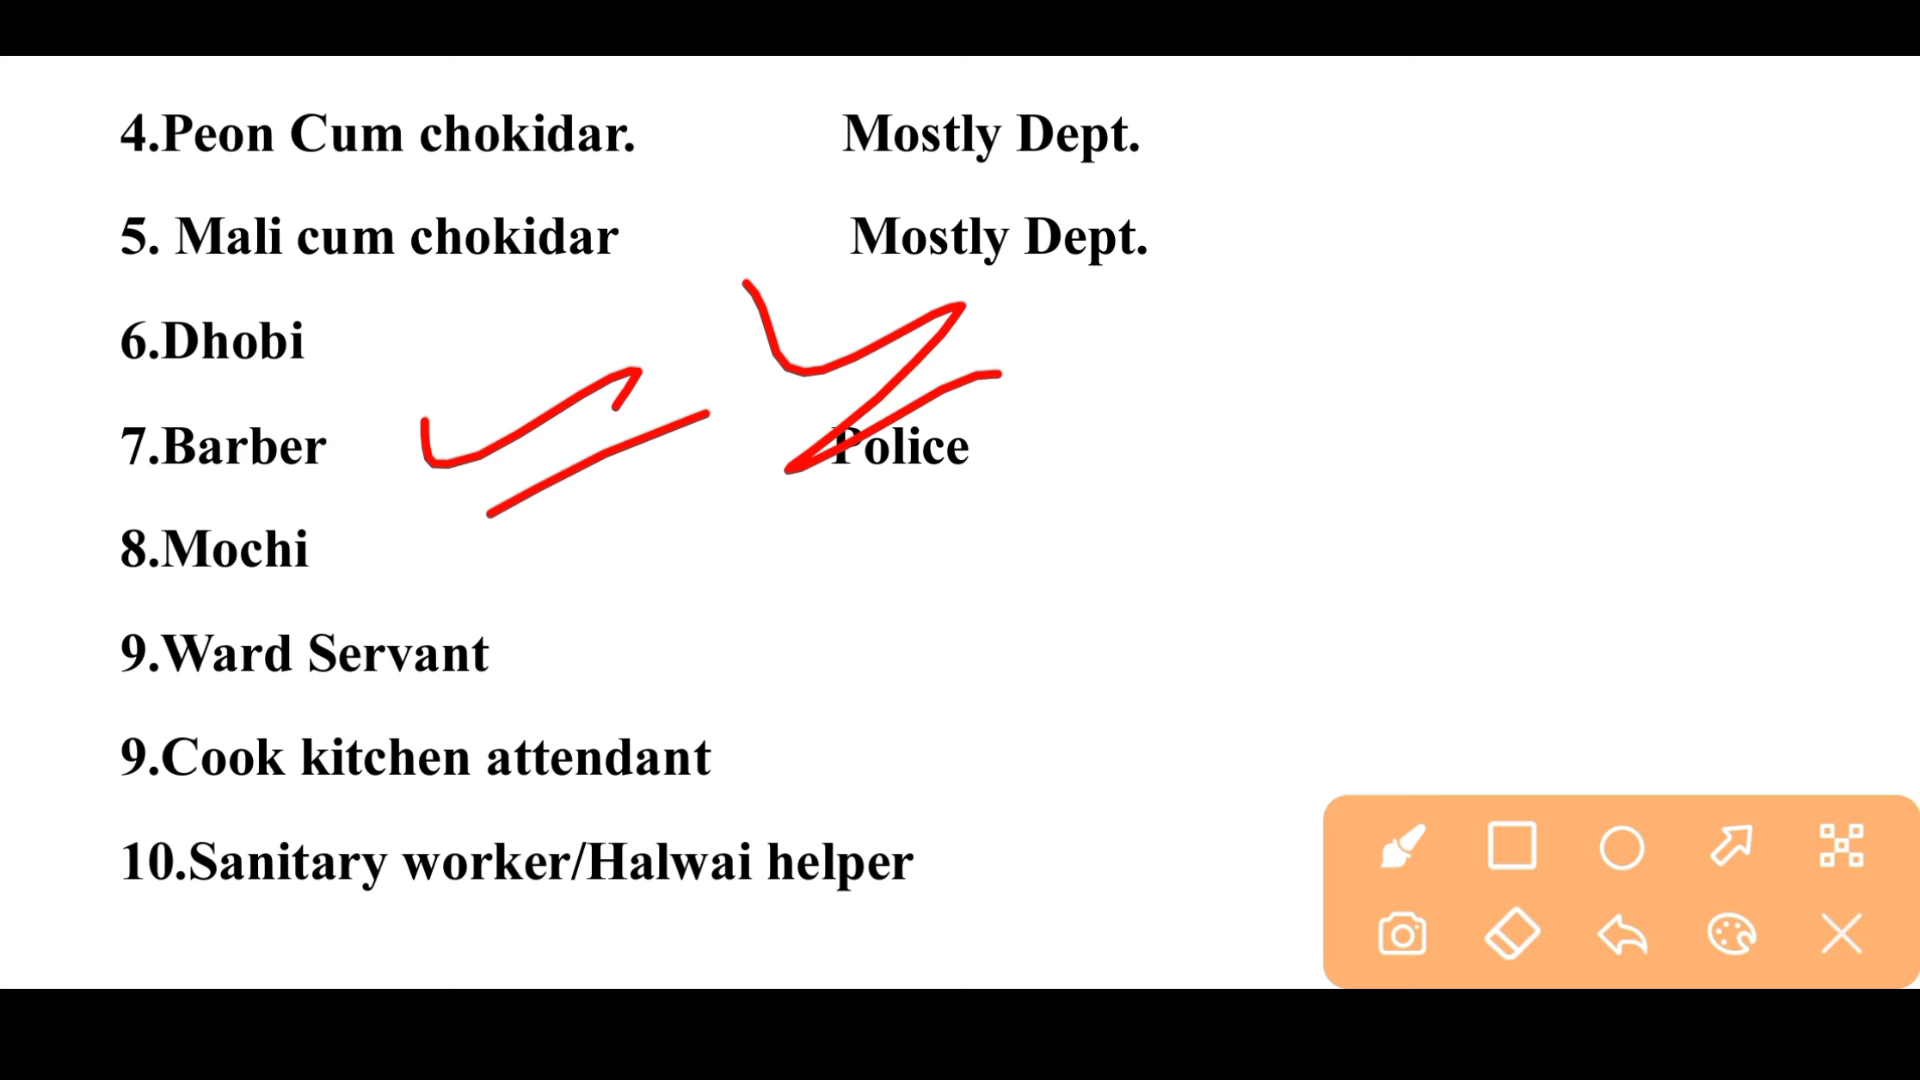 4.Peon Cum chokidar. Mostly Dept.
5. Mali cum chokidar Mostly Dept.
6.Dhobi
7.Barber Police
8.Mochi
9.Ward Servant
9.Cook kitchen attendant
10.Sanitary worker/Halwai helper